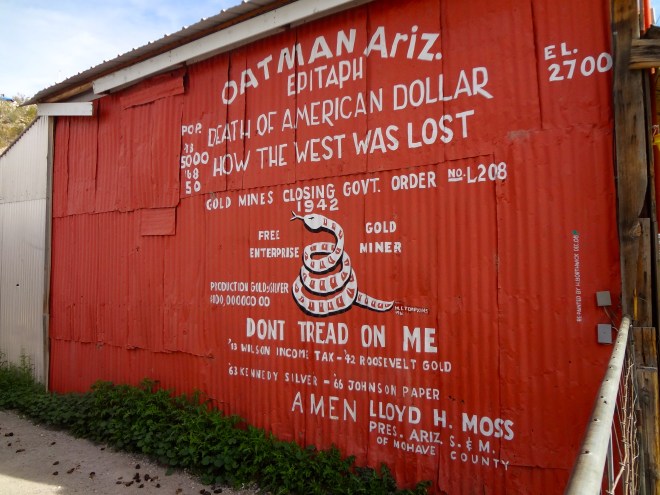 OATMAN Ariz.
EL.
2700
EPITAPH
DEATH OF AMERICAN DOLLAR
HOW THE WEST WAS LOST
POP.
5000
'68
50
GOLD MINES CLOSING GOVT. ORDER NO. L208
1942
FREE
ENTERPRISE
GOLD
MINER
PRODUCTION GOLD & SILVER
$100,000,000 00
DONT TREAD ON ME
'13 WILSON INCOME TAX - '42 ROOSEVELT GOLD
63 KENNEDY SILVER - '66 JOHNSON PAPER
AMEN LLOYD H. MOSS
PRES. ARIZ. S. & M.
OF MOHAVE COUNTY